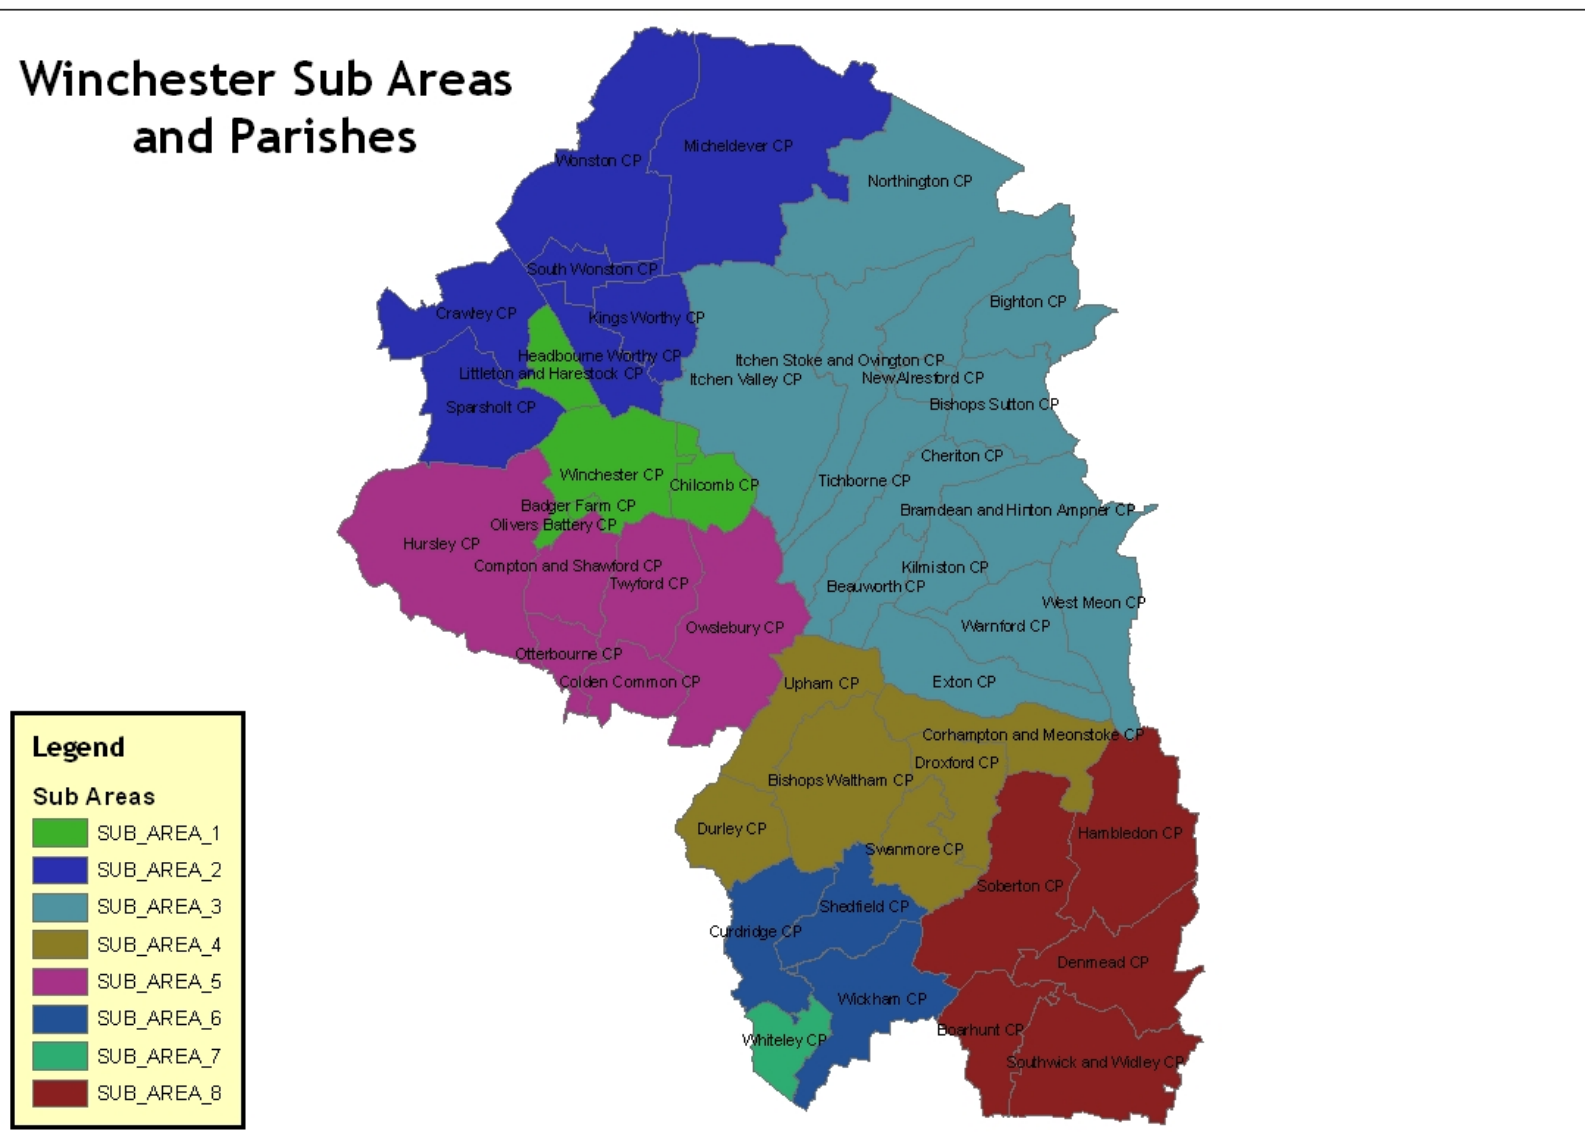 Winchester Sub Areas
and Parishes
Micheldever CP
Wonston CP
Northington CP
South Wonston CP
Bighton CP
Crawley CP
Kings Worthy CP
Headbourne Worthy CP
Itchen Stoke and Ovington CP
Littleton and Harestock CP
Itchen Valley CP
New Alresford CP
Sparsholt CP
Bishops Sutton CP
Cheriton CP
Winchester CP
Chilcomb CP
Tichborne CP
Badger Farm CP
Bramdean and Hinton Ampner CP
Olivers Battery CP
Hursley CP
Compton and Shawford CP
Kilmiston CP
Twyford CP
Beauworth CP
West Meon CP
Owslebury CP
Warnford CP
Otterbourne CP
Colden Common CP
Upham CP
Exton CP
Corhampton and Meonstoke CP
Droxford CP
Bishops Waltham CP
Durley CP
Hambledon CP
Swanmore CP
Soberton CP
Shedfield CP
Curdridge CP
Denmead CP
Wickham CP
Boarhunt CP
Whiteley CP
Southwick and Widley CP
Legend
Sub Areas
SUB_AREA_1
SUB_AREA_2
SUB_AREA_3
SUB_AREA_4
SUB_AREA_5
SUB_AREA_6
SUB_AREA_7
SUB_AREA_8